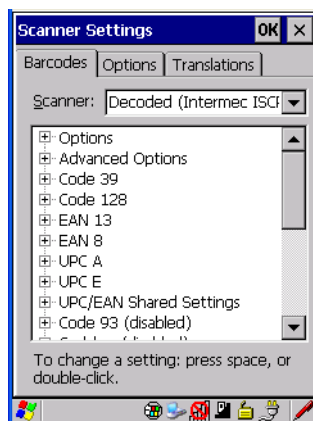 Scanner Settings OK ×
Barcodes Options Translations
Scanner: Decoded (Intermec ISCP
Options
Advanced Options
Code 39
Code 128
EAN 13
EAN 8
UPC A
UPC E
UPC/EAN Shared Settings
Code 93 (disabled)
To change a setting: press space, or
double-click.